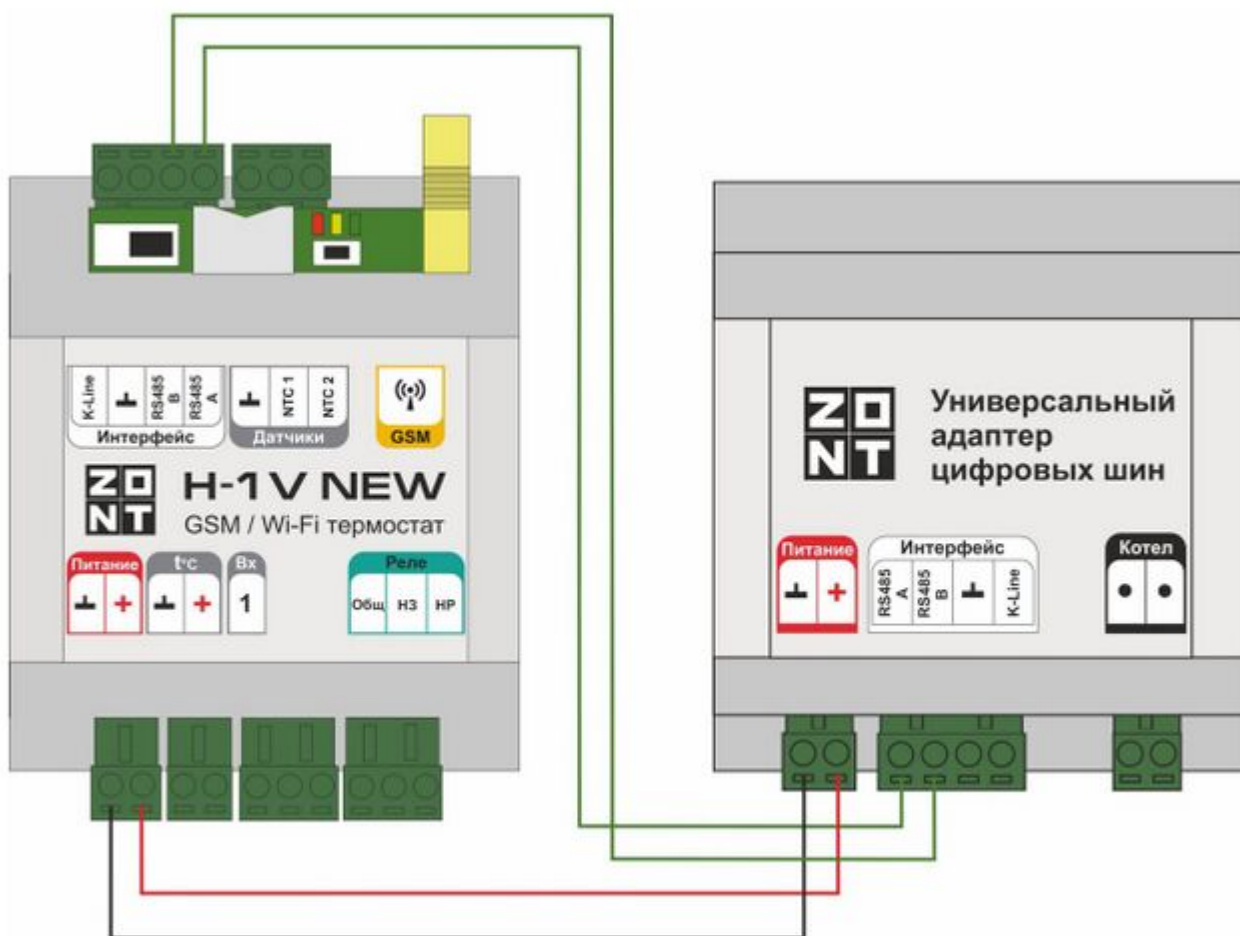 K-Line
RS485 B
RS485 A
NTC 1
NTC 2
Интерфейс
Датчики
GSM
ZONT
H-1V NEW
GSM / Wi-Fi термостат
Питание
t°C
Вх
Реле
+
+
1
Общ
НЗ
НР
ZONT
Универсальный
адаптер
цифровых шин
Питание
Интерфейс
Котел
+
RS485 A
RS485 B
K-Line